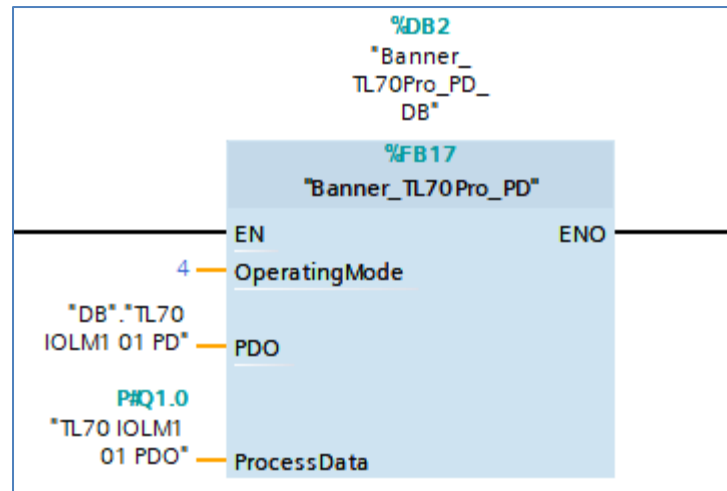 %DB2
"Banner_
TL70Pro_PD_
DB"
%FB17
"Banner_TL70Pro_PD"
EN
ENO
4
OperatingMode
"DB"."TL70
IOLM1 01 PD"
PDO
P#Q1.0
"TL70 IOLM1
01 PDO"
ProcessData